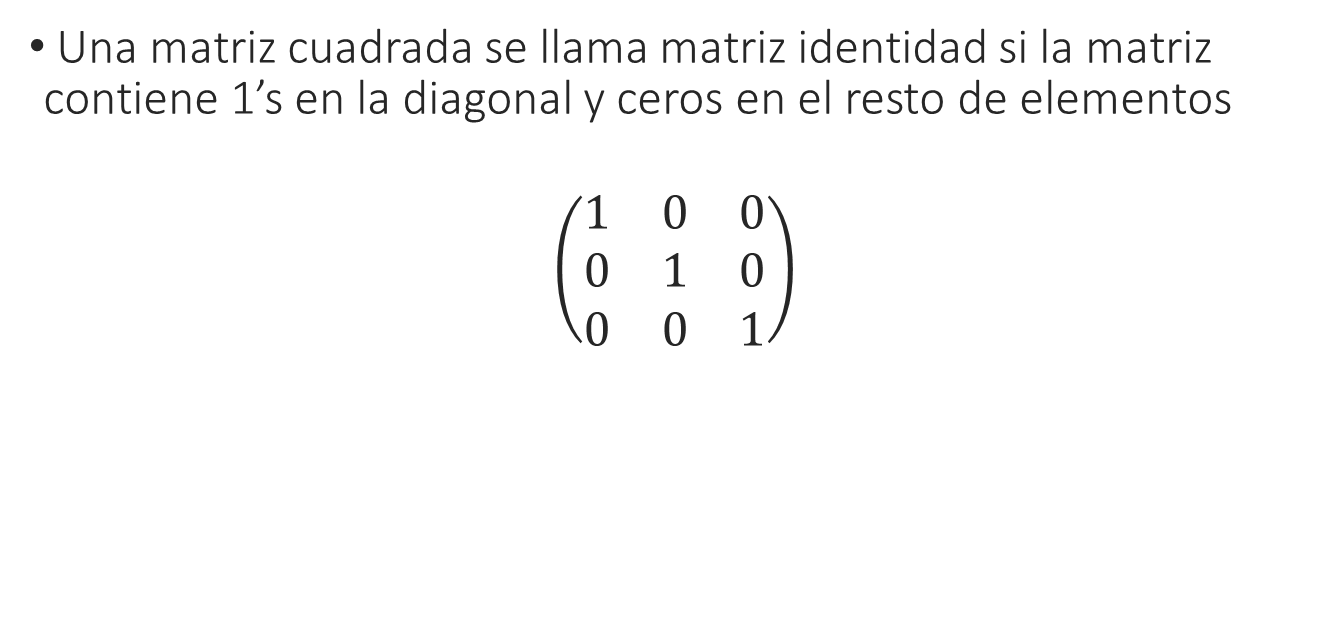 • Una matriz cuadrada se llama matriz identidad si la matriz
contiene 1’s en la diagonal y ceros en el resto de elementos
1 0 0
0 1 0
0 0 1